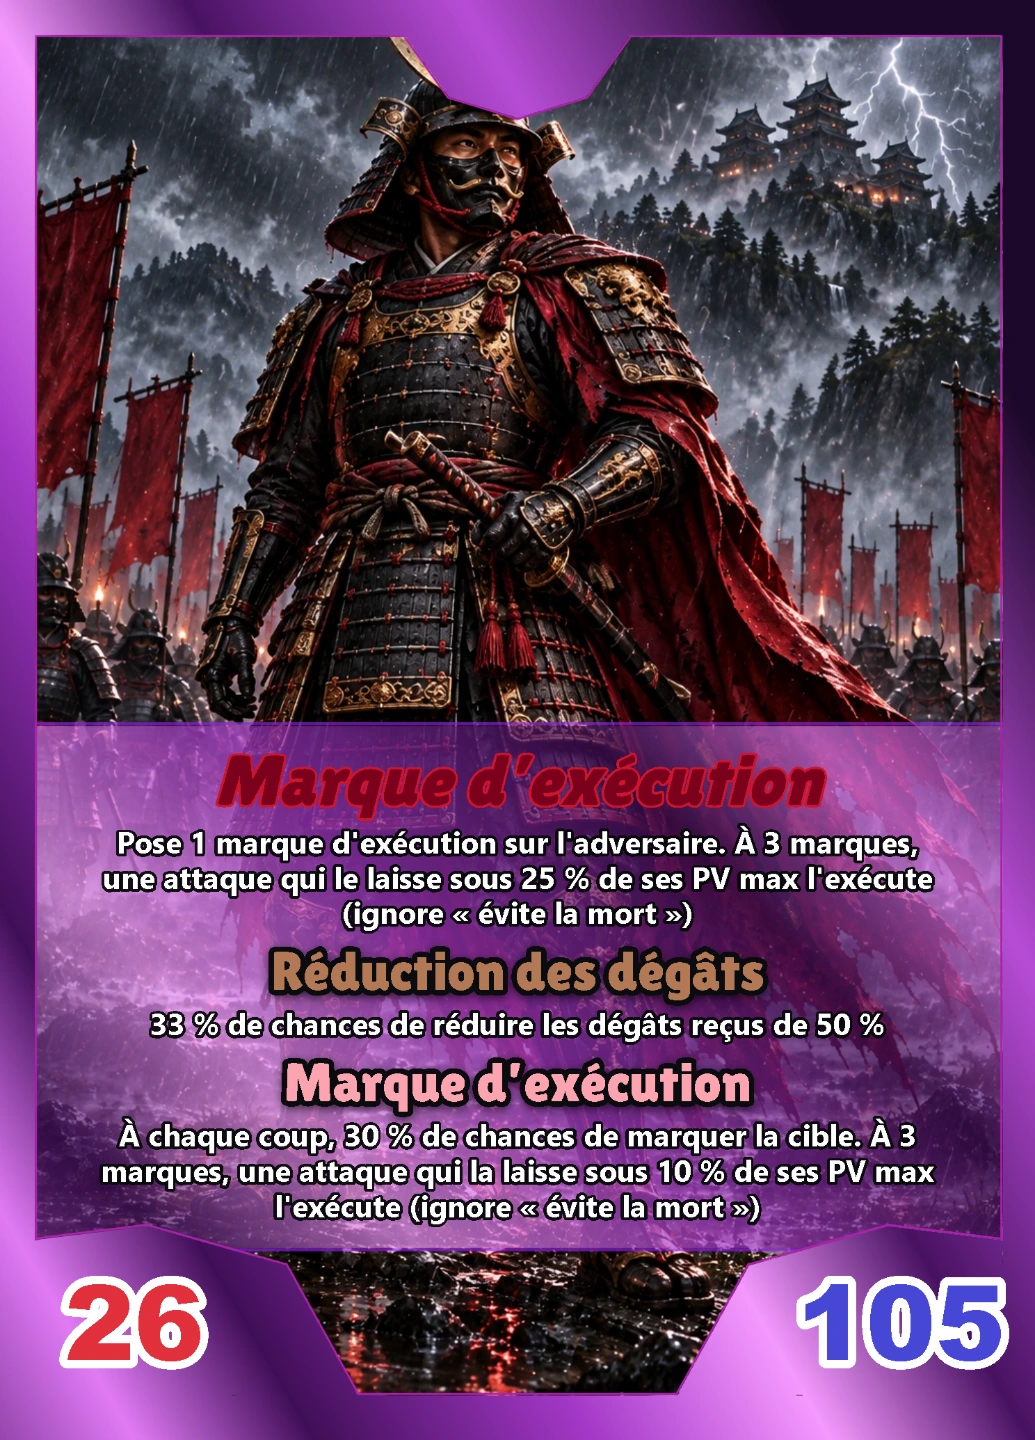 Marque d'exécution
Pose 1 marque d'exécution sur l'adversaire. À 3 marques,
une attaque qui le laisse sous 25 % de ses PV max l'exécute
(ignore « évite la mort »)
Réduction des dégâts
33 % de chances de réduire les dégâts reçus de 50 %
Marque d'exécution
À chaque coup, 30 % de chances de marquer la cible. À 3
marques, une attaque qui la laisse sous 10 % de ses PV max
l'exécute (ignore « évite la mort »)
26
105